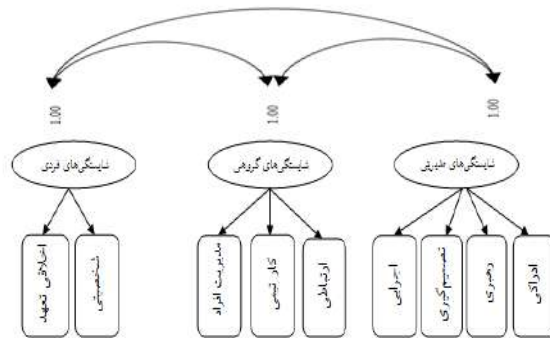 1.00
1.00
1.00
شایستگی‌های مدیریتی
شایستگی‌های گروهی
شایستگی‌های فردی
ادراکی
رهبری
تصمیم‌گیری
اجرایی
ارتباطی
کار تیمی
مدیریت افراد
شخصیتی
اخلاقی تعهد